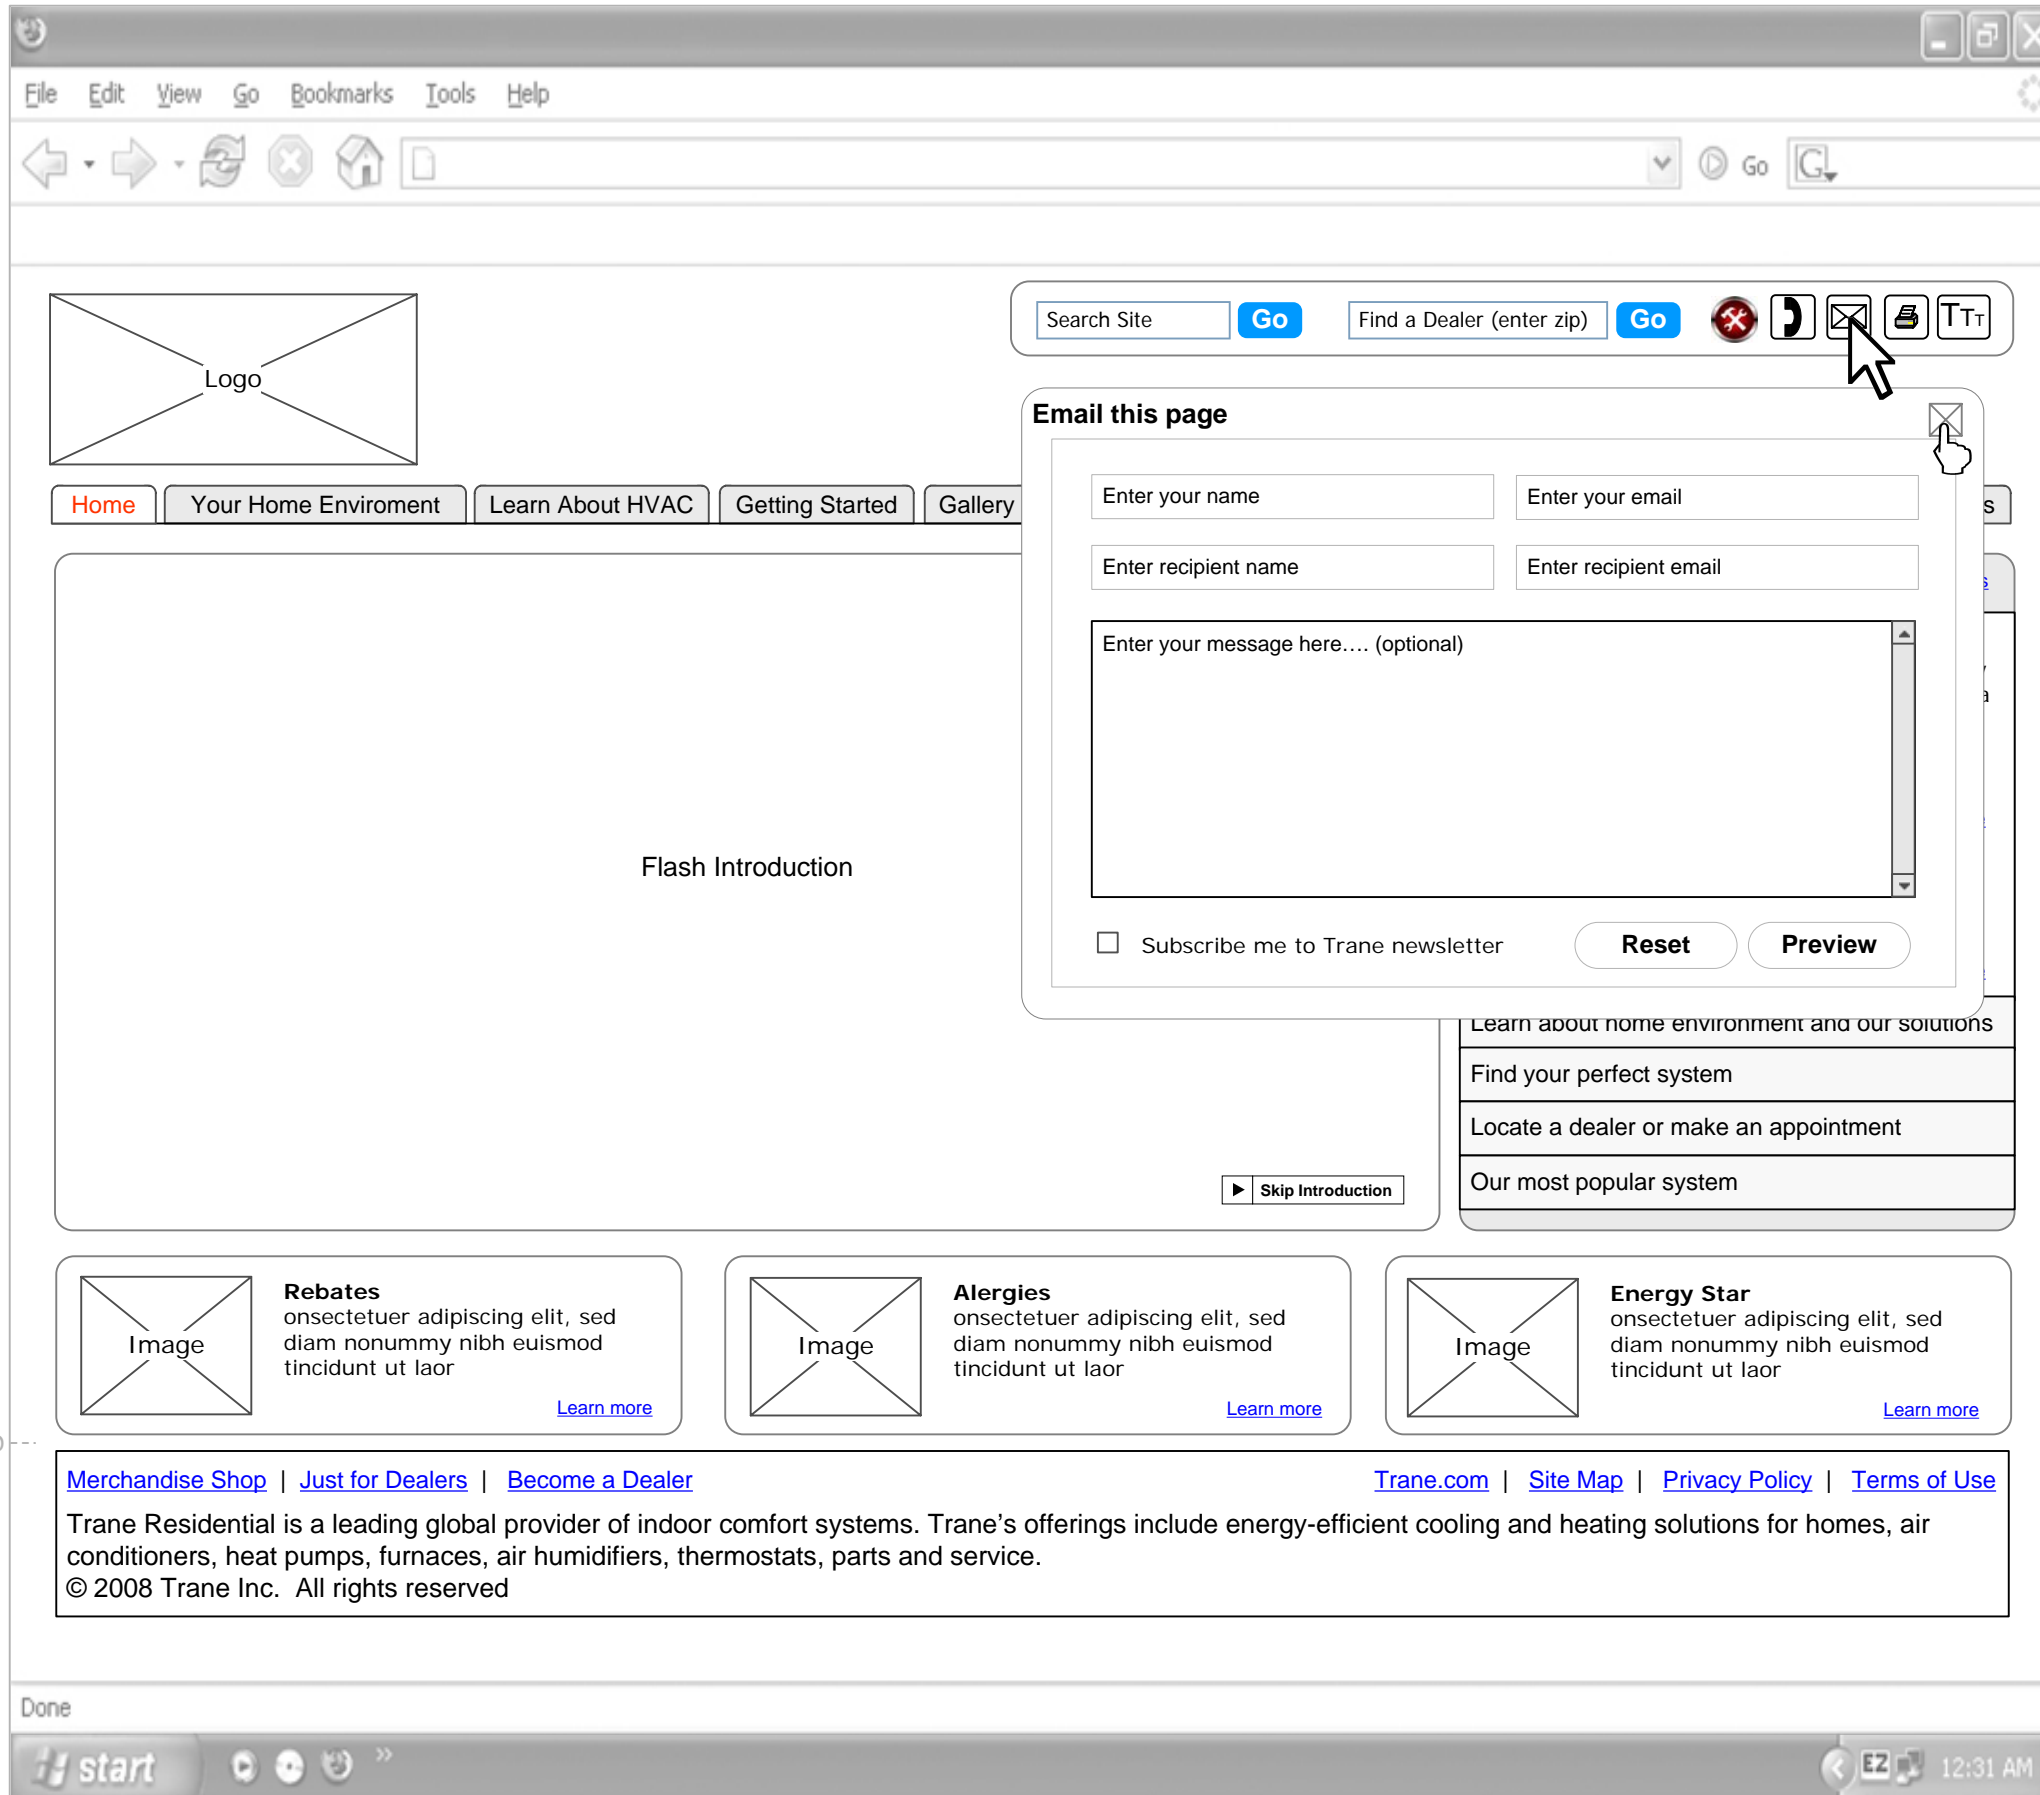 File Edit View Go Bookmarks Tools Help
Go G
Search Site Go Find a Dealer (enter zip) Go TTT
Logo
Email this page
Home Your Home Enviroment Learn About HVAC Getting Started Gallery s
Enter your name Enter your email
Enter recipient name Enter recipient email
s
Enter your message here.... (optional)
a
Flash Introduction
Subscribe me to Trane newsletter Reset Preview
Learn about home environment and our solutions
Find your perfect system
Locate a dealer or make an appointment
Our most popular system
Skip Introduction
Rebates
onsectetuer adipiscing elit, sed
diam nonummy nibh euismod
tincidunt ut laor
Image
Learn more
Alergies
onsectetuer adipiscing elit, sed
diam nonummy nibh euismod
tincidunt ut laor
Image
Learn more
Energy Star
onsectetuer adipiscing elit, sed
diam nonummy nibh euismod
tincidunt ut laor
Image
Learn more
Merchandise Shop | Just for Dealers | Become a Dealer Trane.com | Site Map | Privacy Policy | Terms of Use
Trane Residential is a leading global provider of indoor comfort systems. Trane's offerings include energy-efficient cooling and heating solutions for homes, air
conditioners, heat pumps, furnaces, air humidifiers, thermostats, parts and service.
© 2008 Trane Inc. All rights reserved
Done
start EZ 12:31 AM